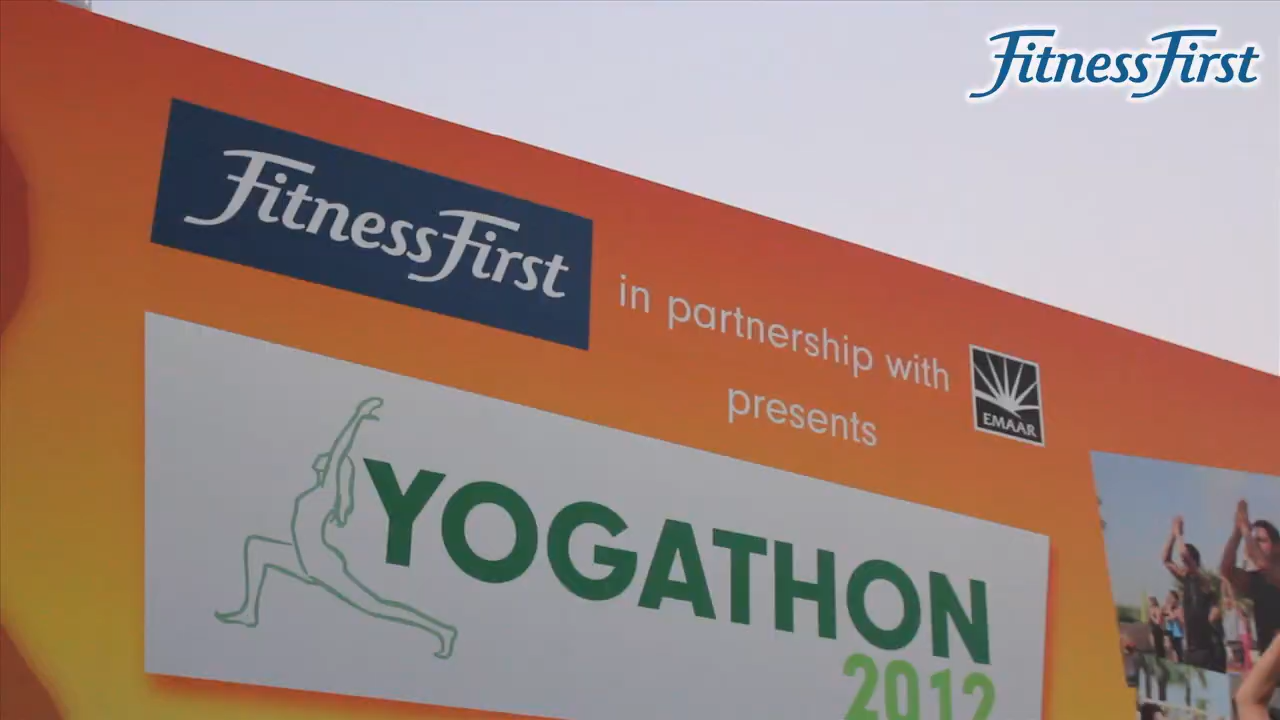 FitnessFirst
FitnessFirst
in partnership with
EMAAR
presents
YOGATHON
2012